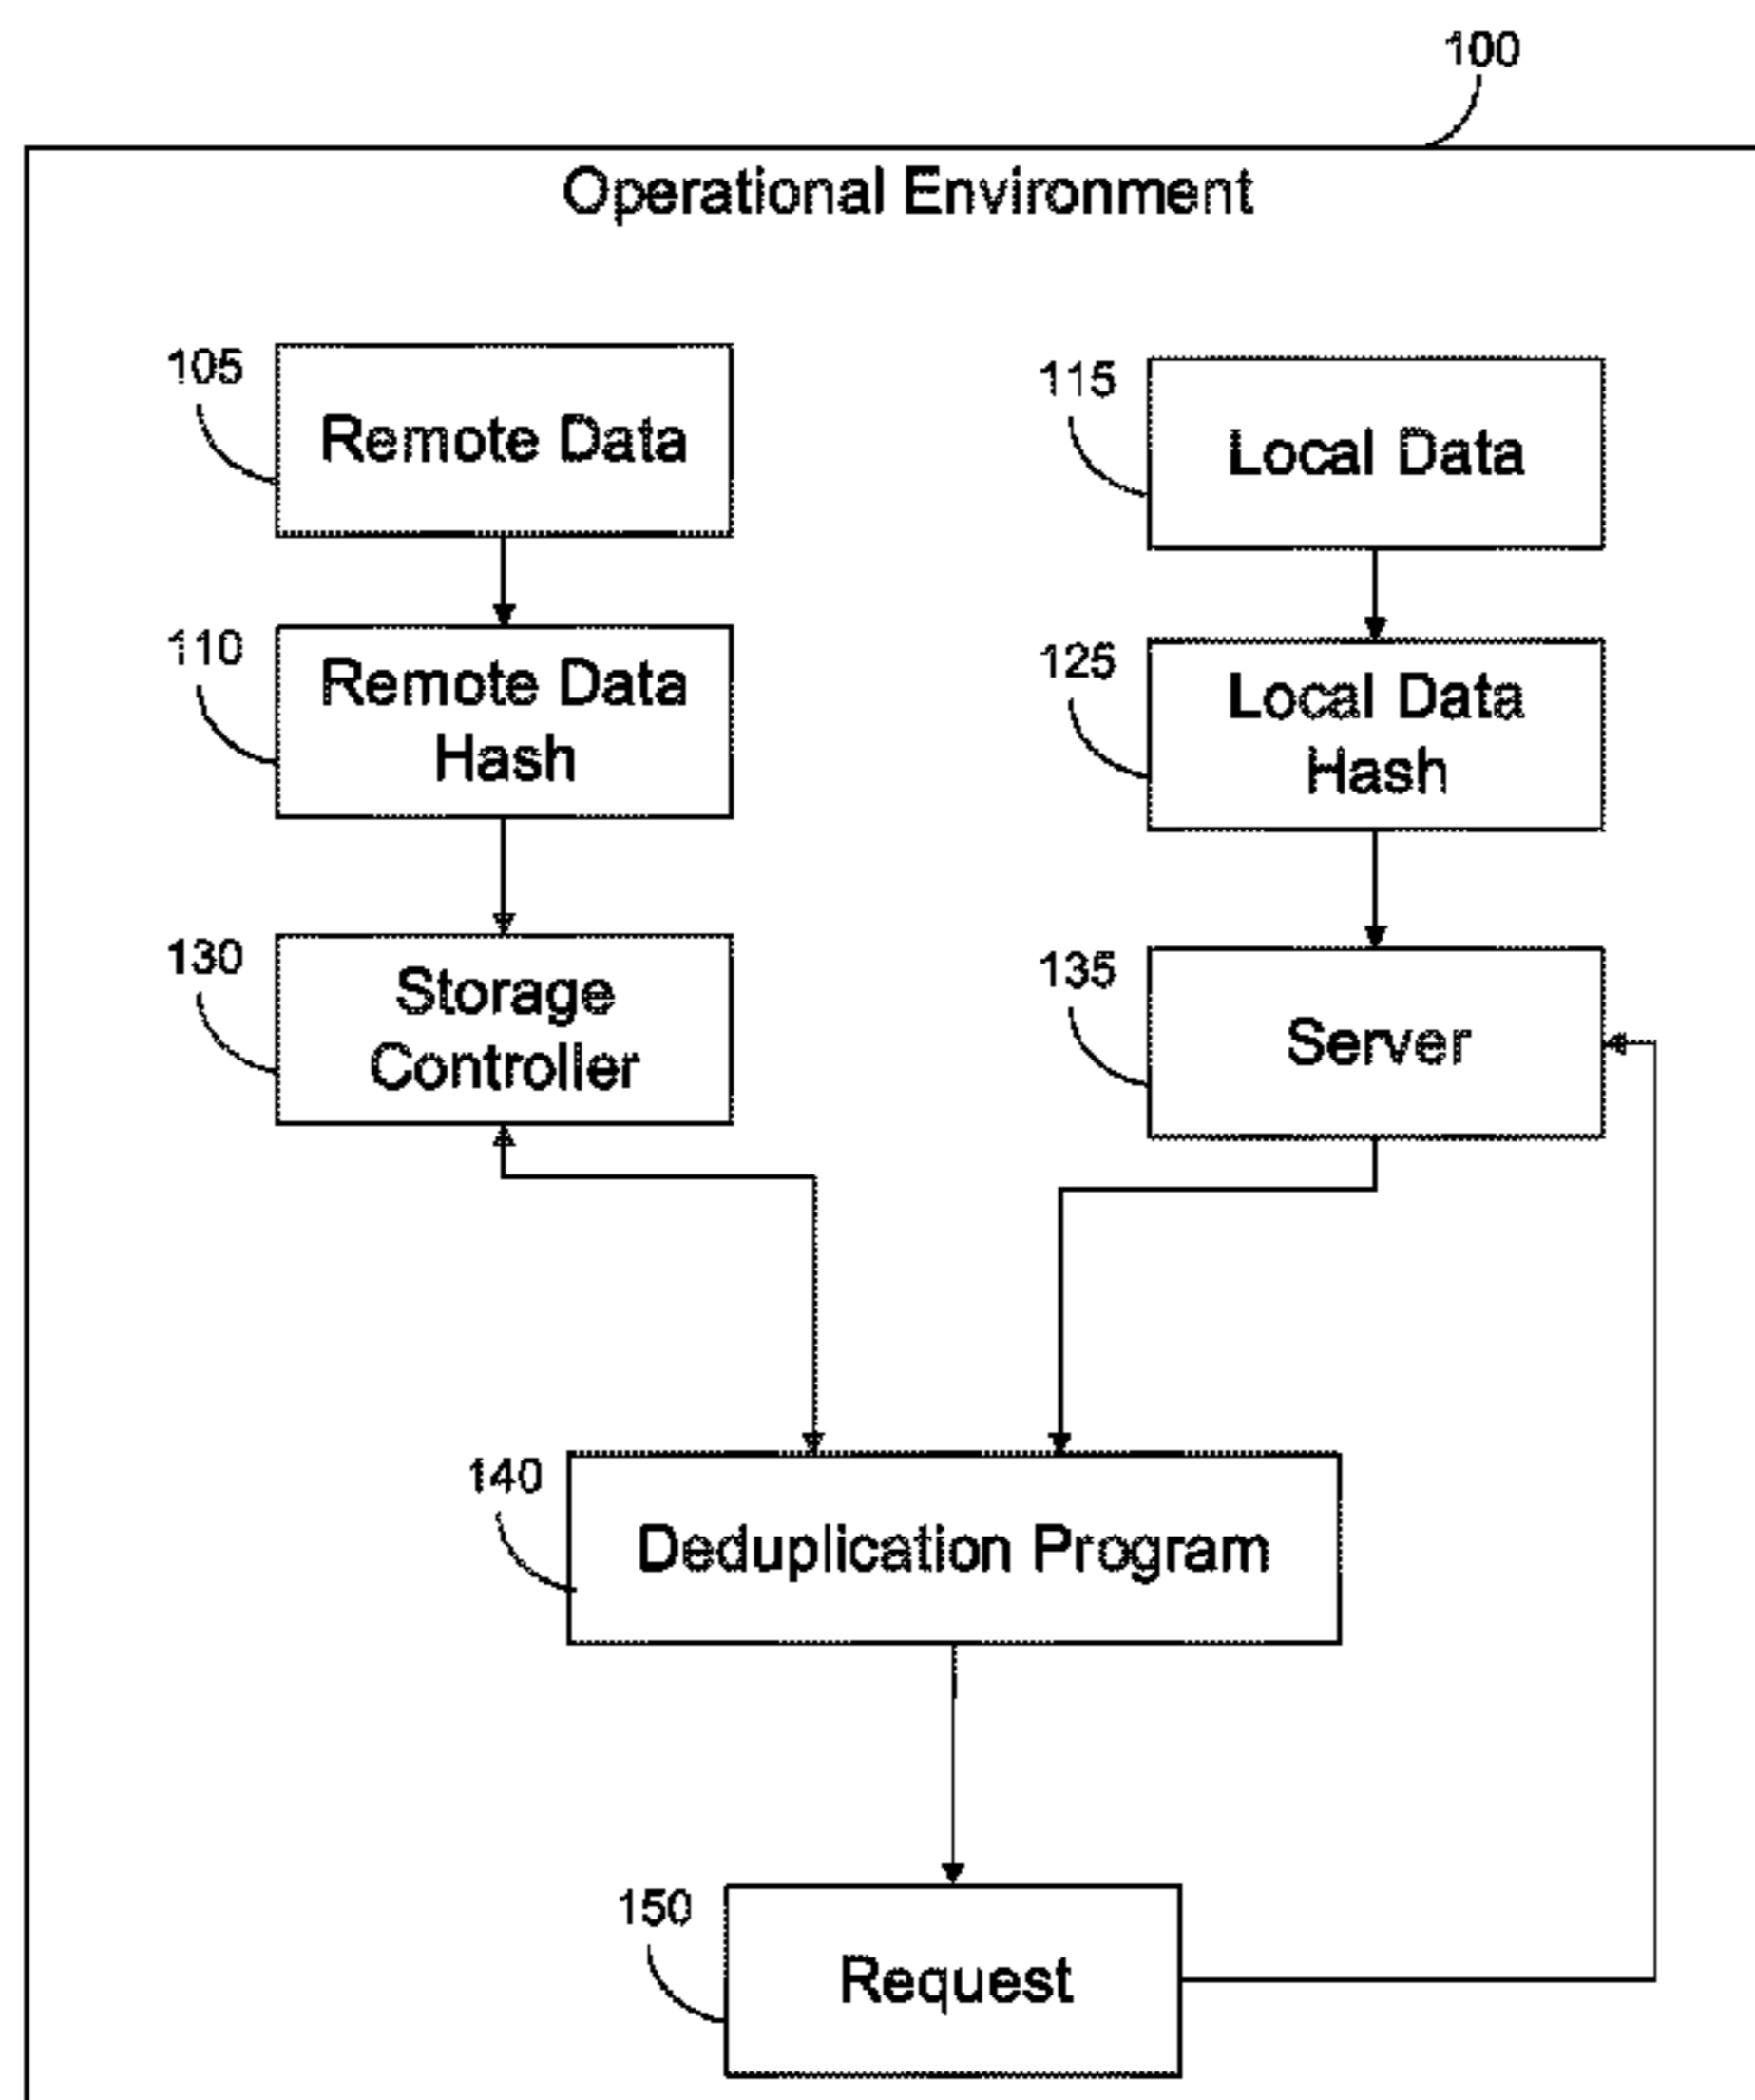 100
Operational Environment
105
Remote Data
115
Local Data
110
Remote Data
Hash
125
Local Data
Hash
130
Storage
Controller
135
Server
140
Deduplication Program
150
Request